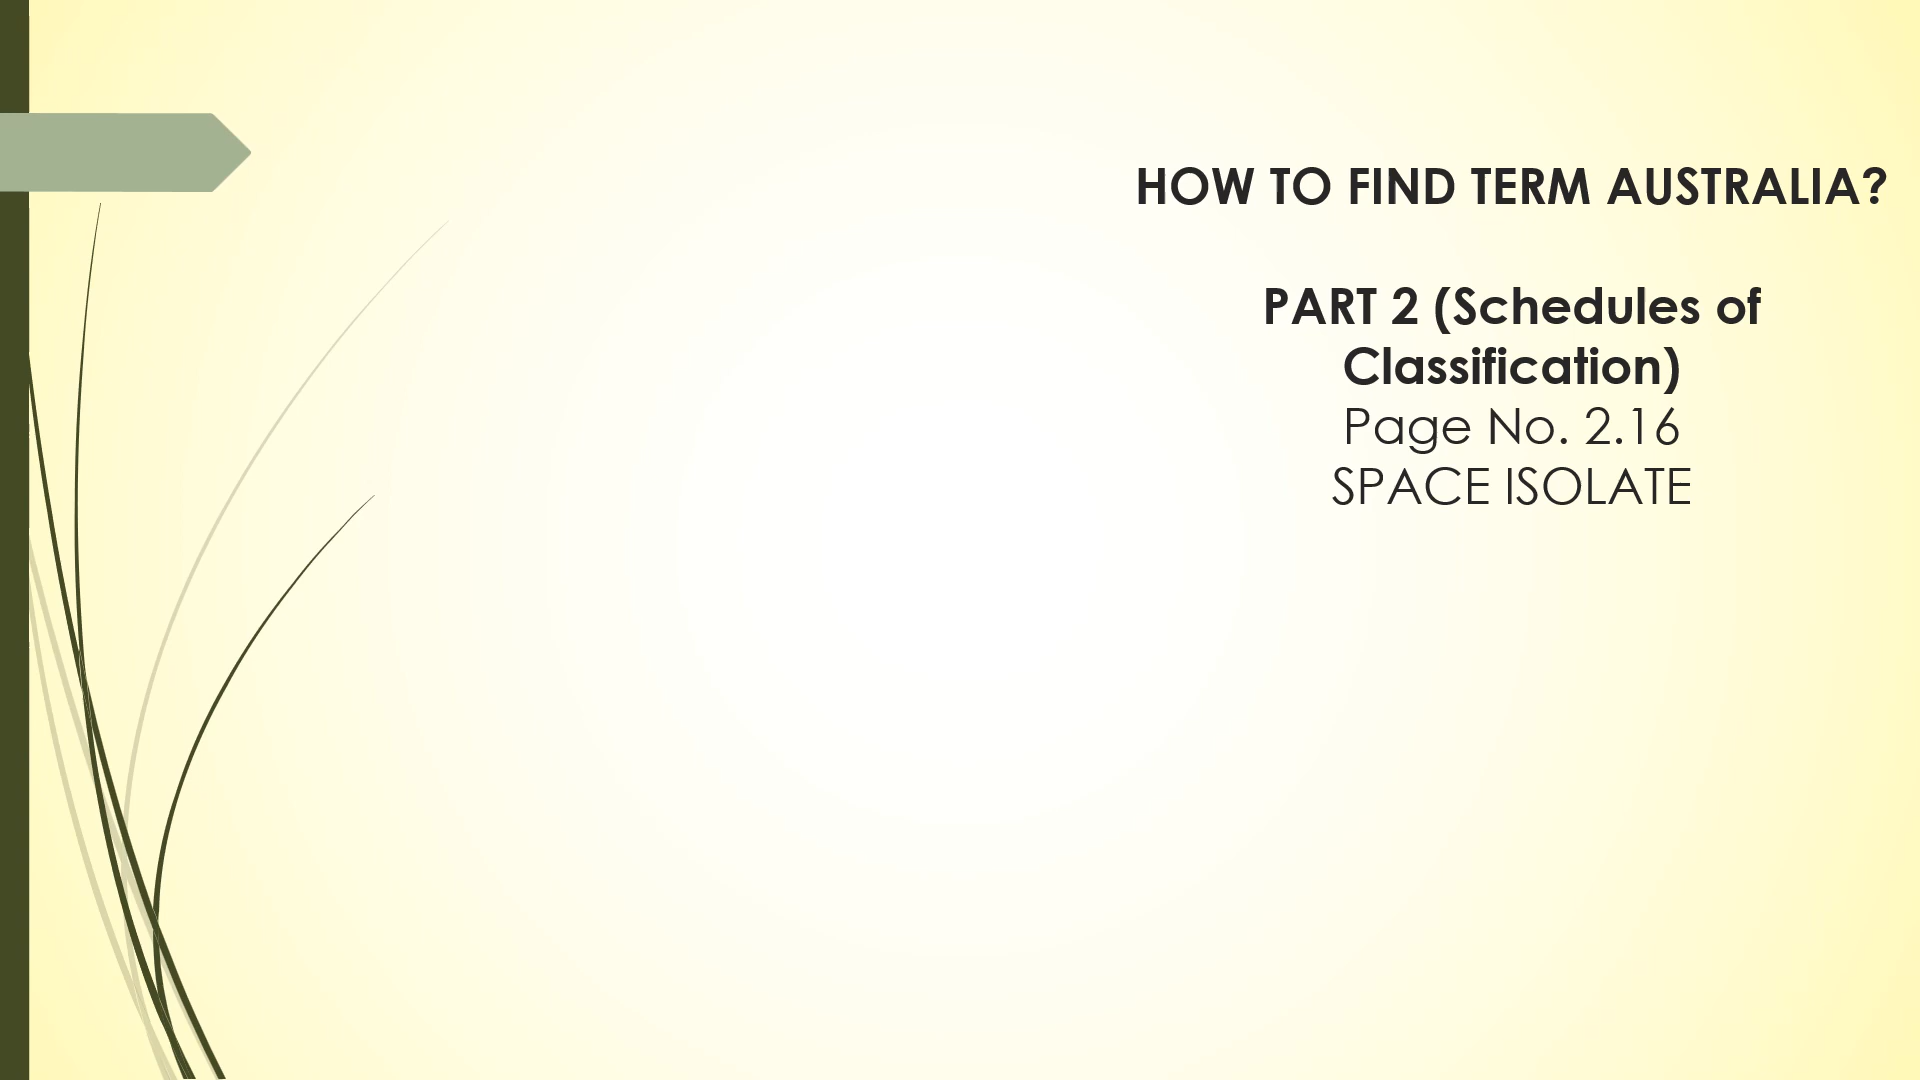 HOW TO FIND TERM AUSTRALIA?
PART 2 (Schedules of
Classification)
Page No. 2.16
SPACE ISOLATE